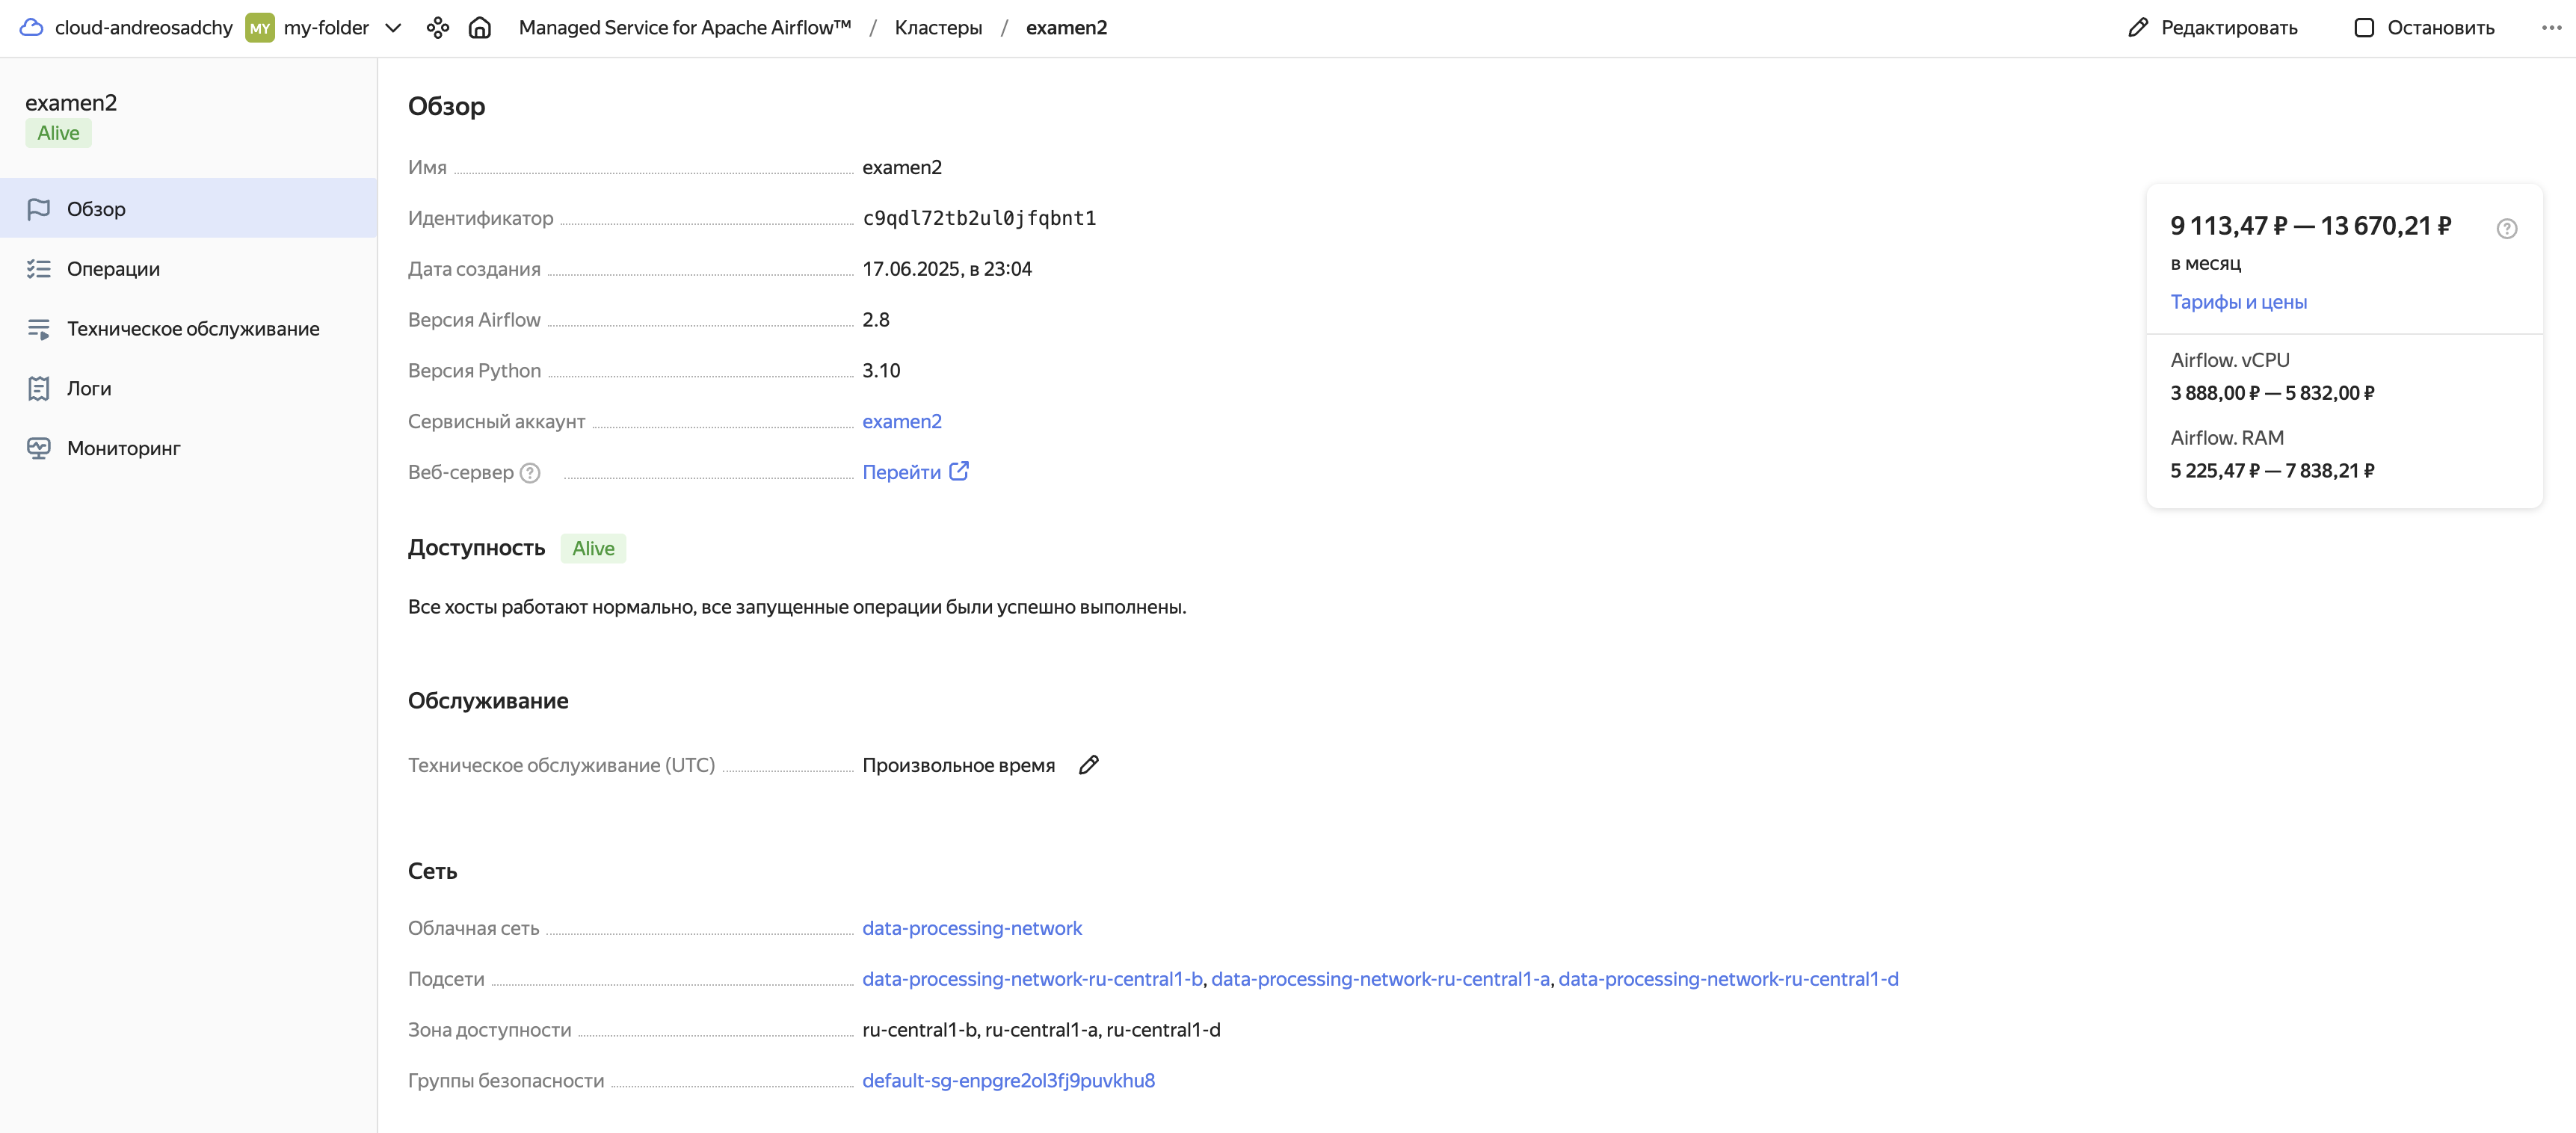 cloud-andreosadchy MY my-folder Managed Service for Apache Airflow™ / Кластеры / examen2 Редактировать Остановить
examen2
Alive
Обзор
Операции
Техническое обслуживание
Логи
Мониторинг
Обзор
Имя examen2
Идентификатор c9qdl72tb2ul0jfqbnt1
Дата создания 17.06.2025, в 23:04
Версия Airflow 2.8
Версия Python 3.10
Сервисный аккаунт examen2
Веб-сервер Перейти
Доступность Alive
Все хосты работают нормально, все запущенные операции были успешно выполнены.
Обслуживание
Техническое обслуживание (UTC) Произвольное время
Сеть
Облачная сеть data-processing-network
Подсети data-processing-network-ru-central1-b, data-processing-network-ru-central1-a, data-processing-network-ru-central1-d
Зона доступности ru-central1-b, ru-central1-a, ru-central1-d
Группы безопасности default-sg-enpgre2ol3fj9puvkhu8
9 113,47 ₽ — 13 670,21 ₽
в месяц
Тарифы и цены
Airflow. vCPU
3 888,00 ₽ — 5 832,00 ₽
Airflow. RAM
5 225,47 ₽ — 7 838,21 ₽